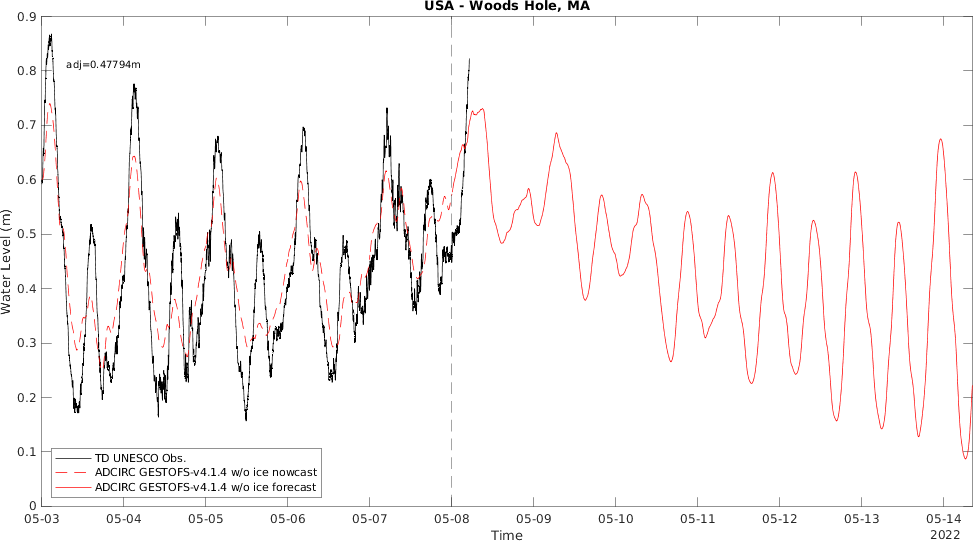 USA - Woods Hole, MA
0.9
0.8
0.7
0.6
0.5
0.4
0.3
0.2
0.1
0
Water Level (m)
adj=0.47794m
TD UNESCO Obs.
ADCIRC GESTOFS-v4.1.4 w/o ice nowcast
ADCIRC GESTOFS-v4.1.4 w/o ice forecast
05-03 05-04 05-05 05-06 05-07 05-08 05-09 05-10 05-11 05-12 05-13 05-14
2022
Time